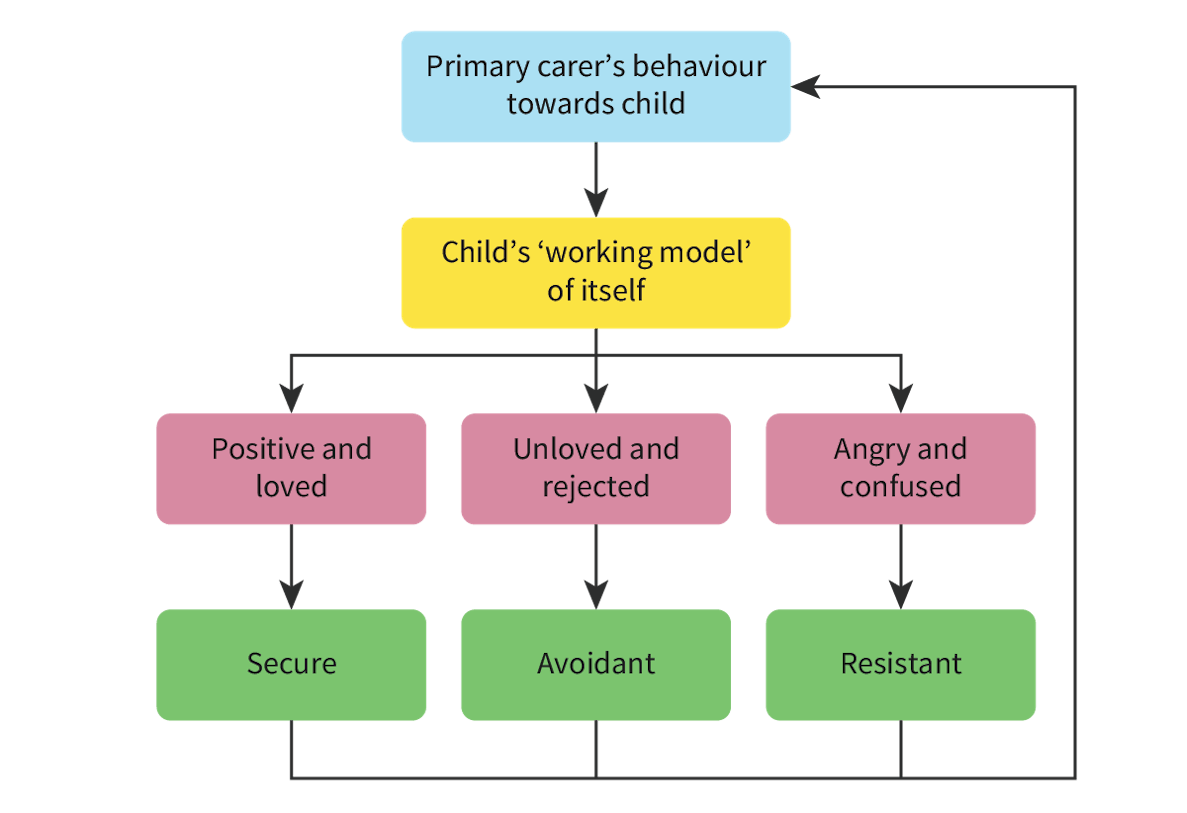 Primary carer’s behaviour
towards child
Child’s ‘working model’
of itself
Positive and
loved
Unloved and
rejected
Angry and
confused
Secure
Avoidant
Resistant